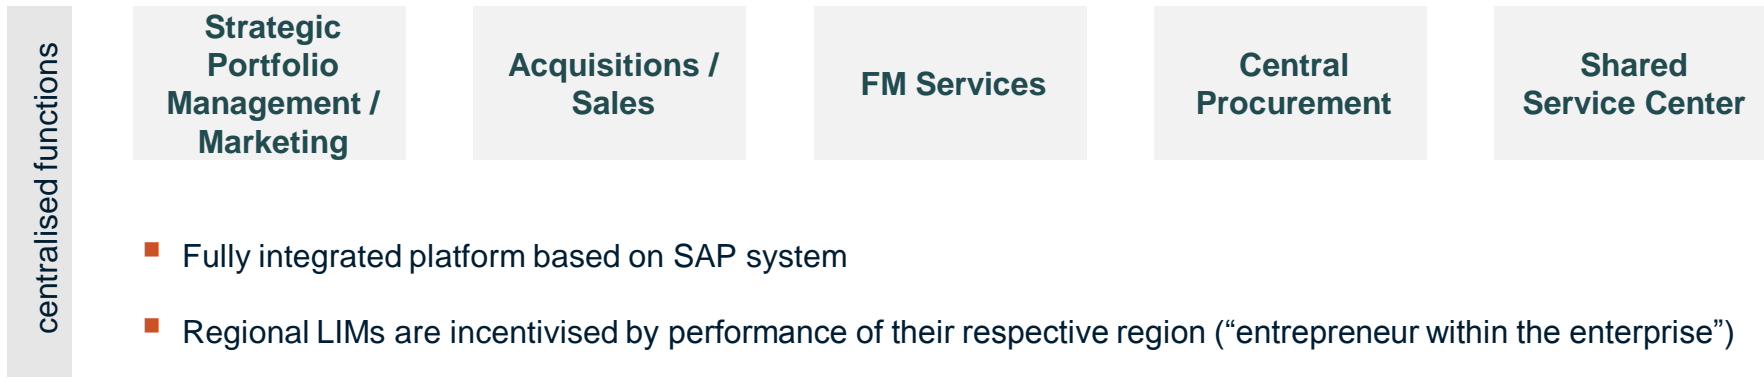 centralised functions
Strategic
Portfolio
Management /
Marketing
Acquisitions /
Sales
FM Services
Central
Procurement
Shared
Service Center
Fully integrated platform based on SAP system
Regional LIMs are incentivised by performance of their respective region (“entrepreneur within the enterprise”)